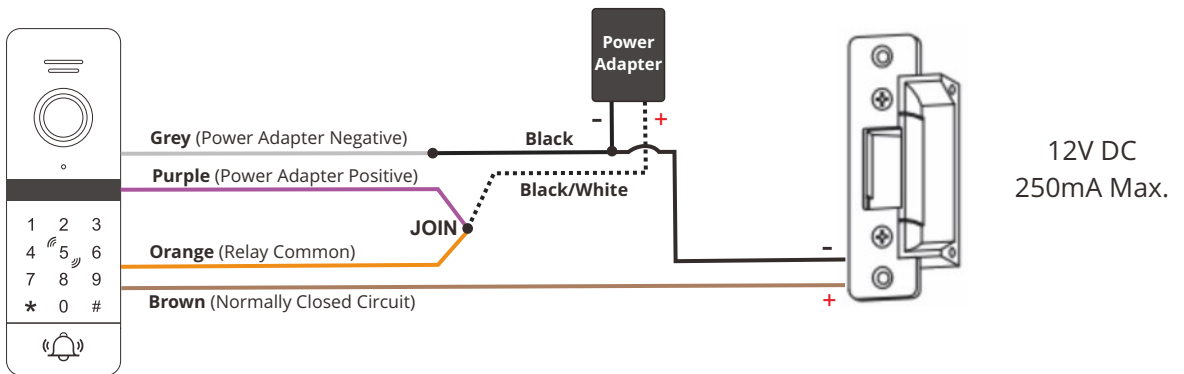 Power
Adapter
- +
Grey (Power Adapter Negative)
Black
Purple (Power Adapter Positive)
Black/White
JOIN
Orange (Relay Common)
Brown (Normally Closed Circuit)
-
+
12V DC
250mA Max.
1 2 3
4 5 6
7 8 9
* 0 #